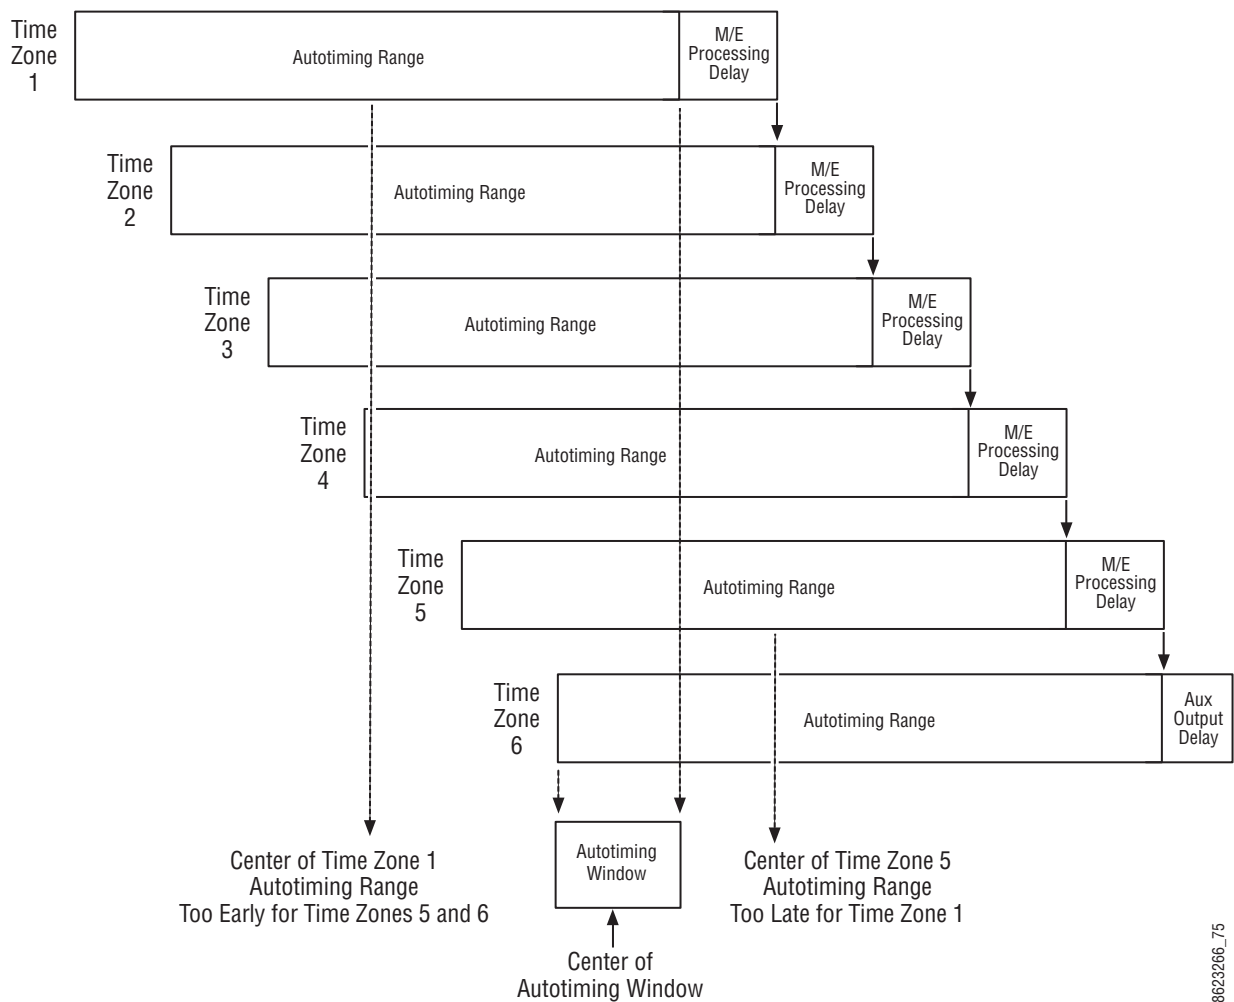 Time
Zone
1
Autotiming Range
M/E
Processing
Delay
Time
Zone
2
Autotiming Range
M/E
Processing
Delay
Time
Zone
3
Autotiming Range
M/E
Processing
Delay
Time
Zone
4
Autotiming Range
M/E
Processing
Delay
Time
Zone
5
Autotiming Range
M/E
Processing
Delay
Time
Zone
6
Autotiming Range
Aux
Output
Delay
Center of Time Zone 1
Autotiming Range
Too Early for Time Zones 5 and 6
Autotiming
Window
Center of Time Zone 5
Autotiming Range
Too Late for Time Zone 1
Center of
Autotiming Window
8623266_75